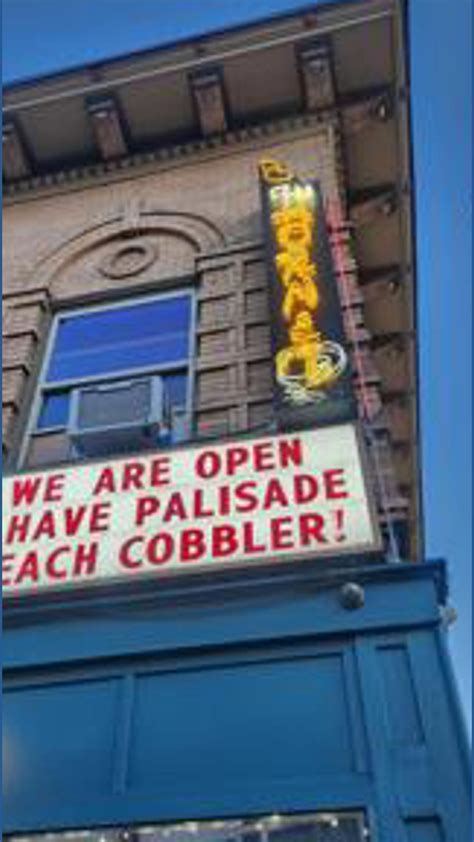 WE ARE OPEN
HAVE PALISADE
EACH COBBLER!